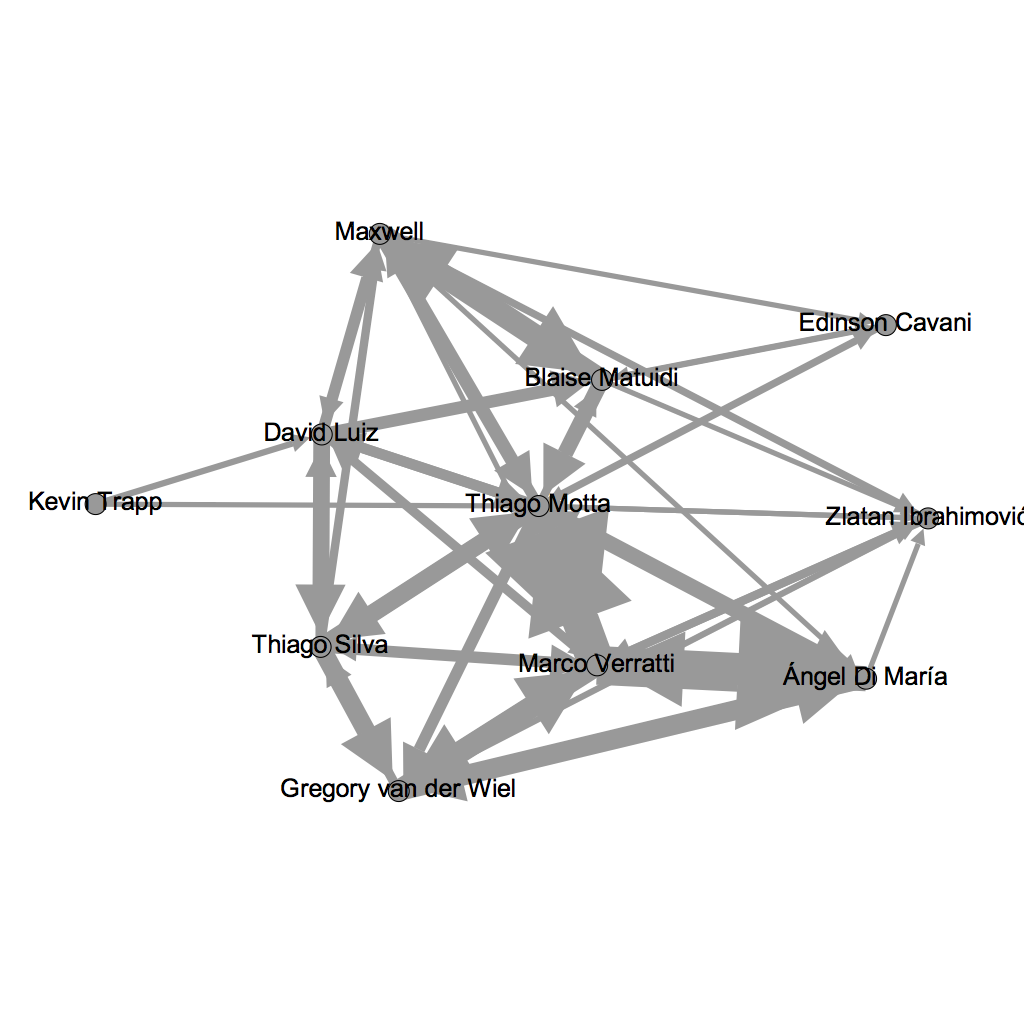 Maxwell
Edinson Cavani
Blaise Matuidi
David Luiz
Kevin Trapp
Thiago Motta
Zlatan Ibrahimović
Thiago Silva
Marco Verratti
Ángel Di María
Gregory van der Wiel